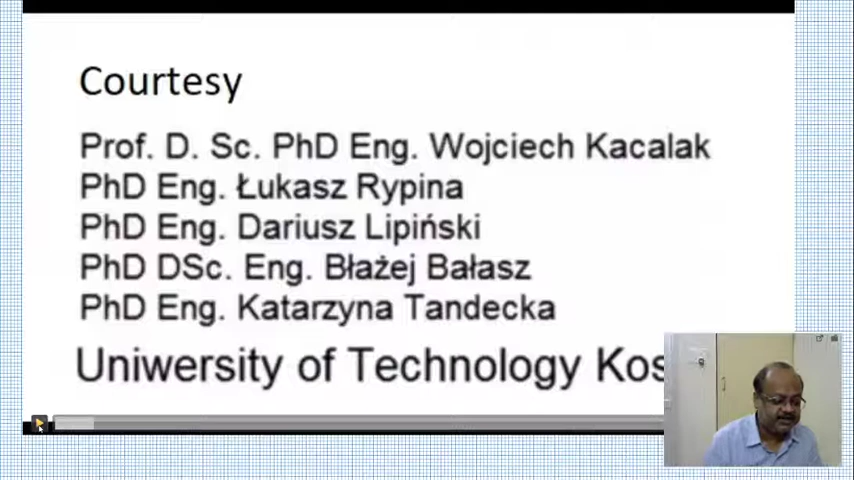 Courtesy
Prof. D. Sc. PhD Eng. Wojciech Kacalak
PhD Eng. Łukasz Rypina
PhD Eng. Dariusz Lipiński
PhD DSc. Eng. Błażej Bałasz
PhD Eng. Katarzyna Tandecka
Uniwersity of Technology